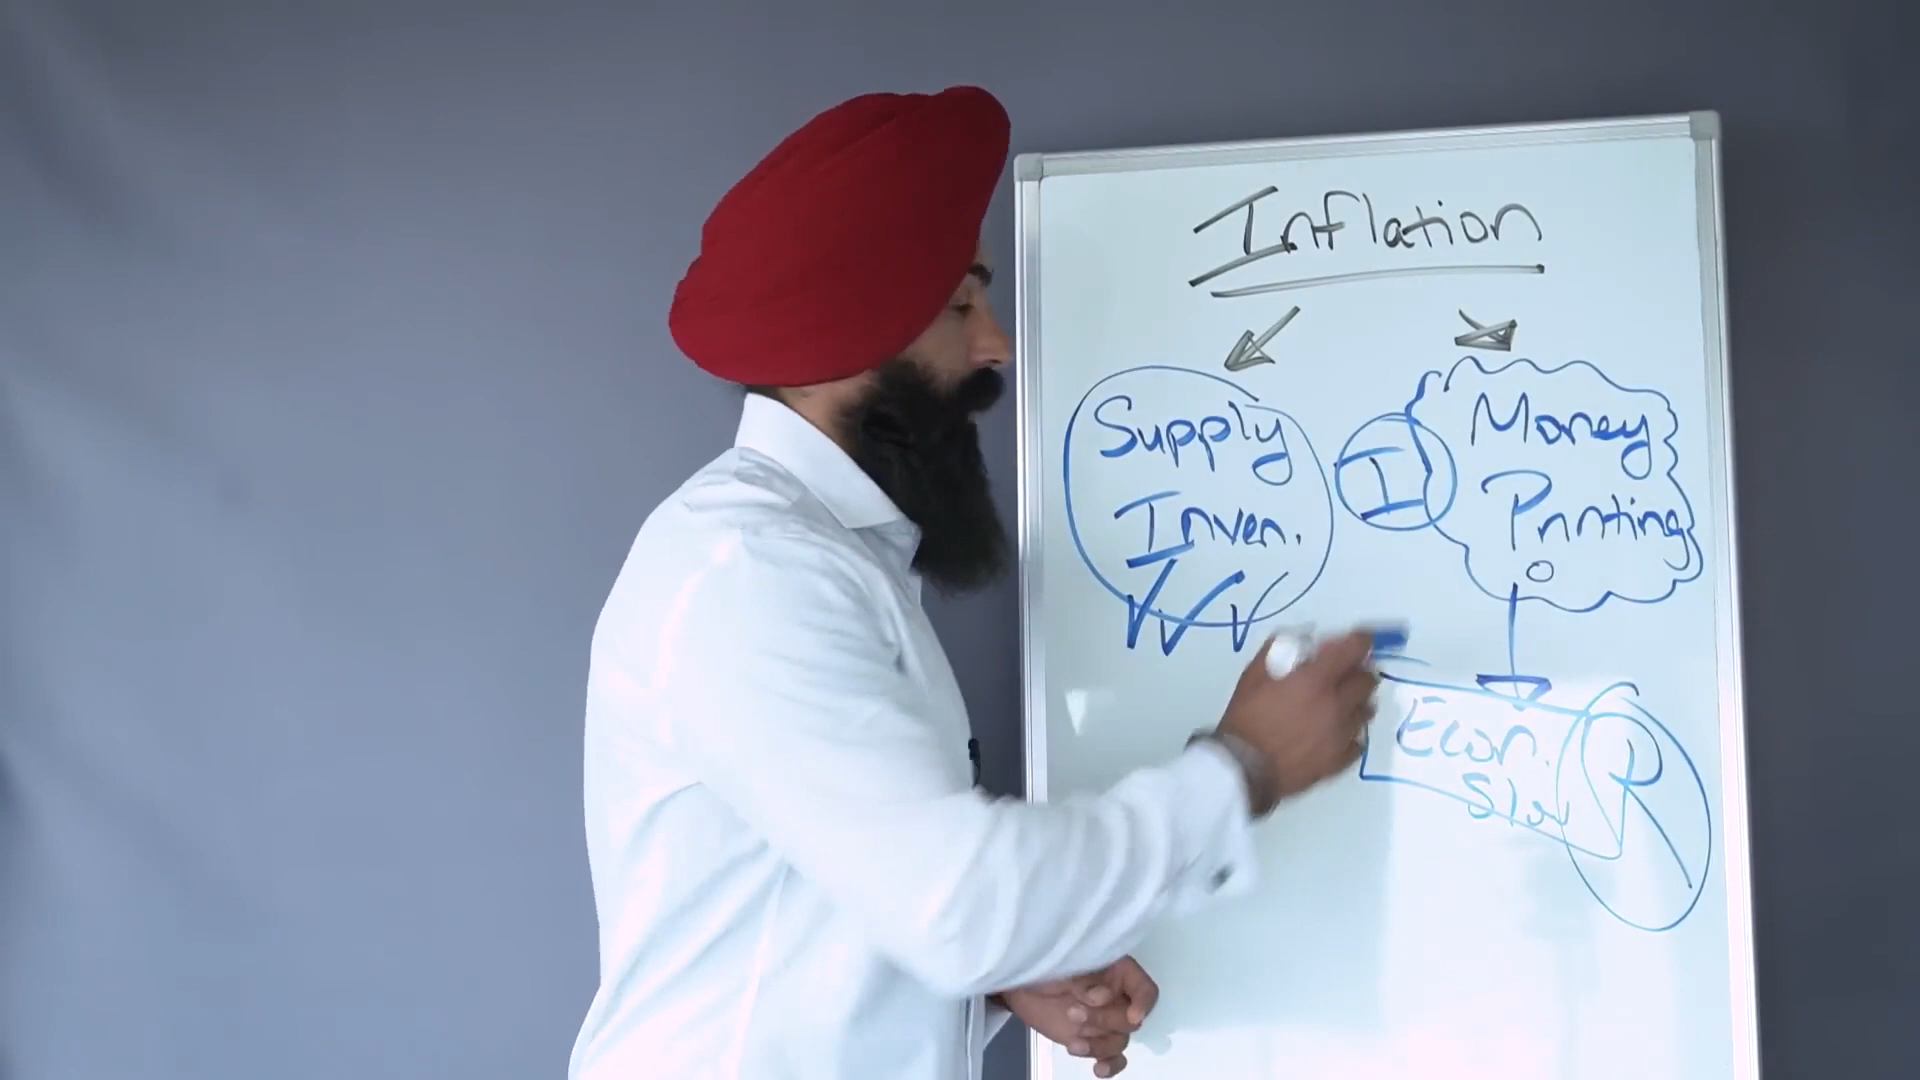 Inflation
Supply
Inven.
I
Money
Printing
Econ.
Slow
R